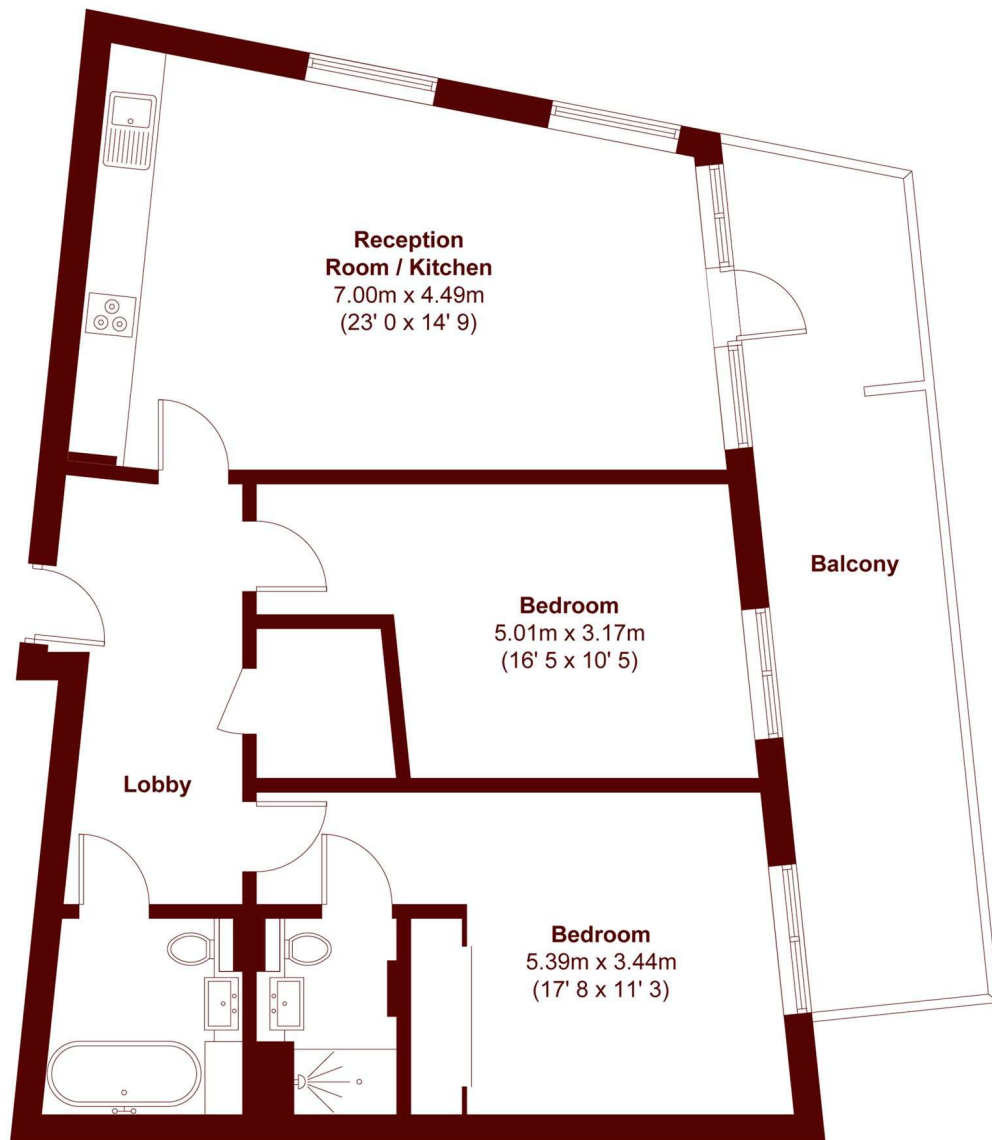 Reception
Room / Kitchen
7.00m x 4.49m
(23' 0 x 14' 9)
Balcony
Bedroom
5.01m x 3.17m
(16' 5 x 10' 5)
Lobby
Bedroom
5.39m x 3.44m
(17' 8 x 11' 3)